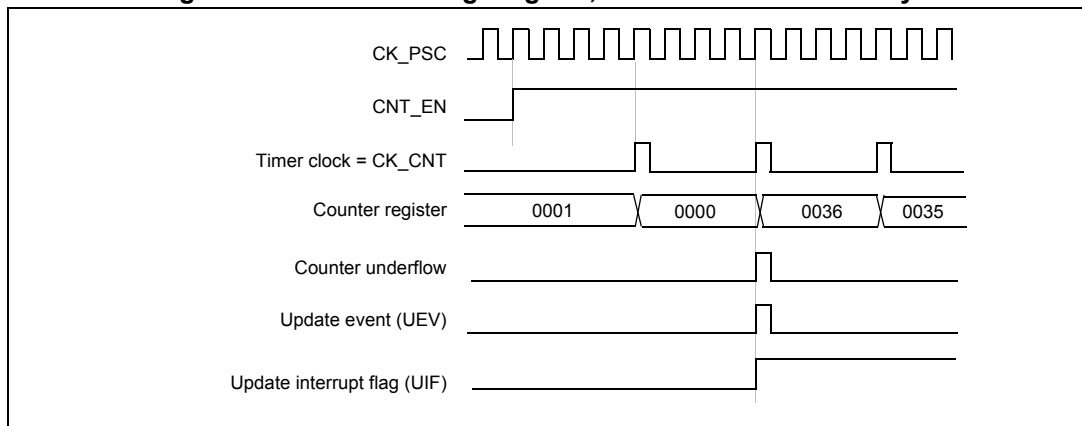 CK_PSC
CNT_EN
Timer clock = CK_CNT
Counter register 0001 0000 0036 0035
Counter underflow
Update event (UEV)
Update interrupt flag (UIF)